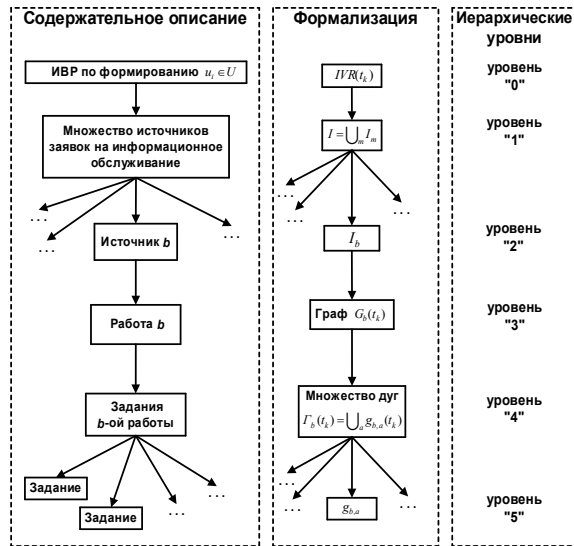 Содержательное описание
ИВР по формированию u_i ∈ U
Множество источников
заявок на информационное
обслуживание
...
...
...
Источник b
Работа b
Задания
b-ой работы
Задание
Задание
...
...
Формализация
IVR(t_k)
I = ⋃_m I_m
...
...
...
I_b
Граф G_b(t_k)
Множество дуг
Γ_b(t_k) = ⋃_a g_{b,a}(t_k)
...
...
...
g_{b,a}
Иерархические
уровни
уровень
"0"
уровень
"1"
уровень
"2"
уровень
"3"
уровень
"4"
уровень
"5"